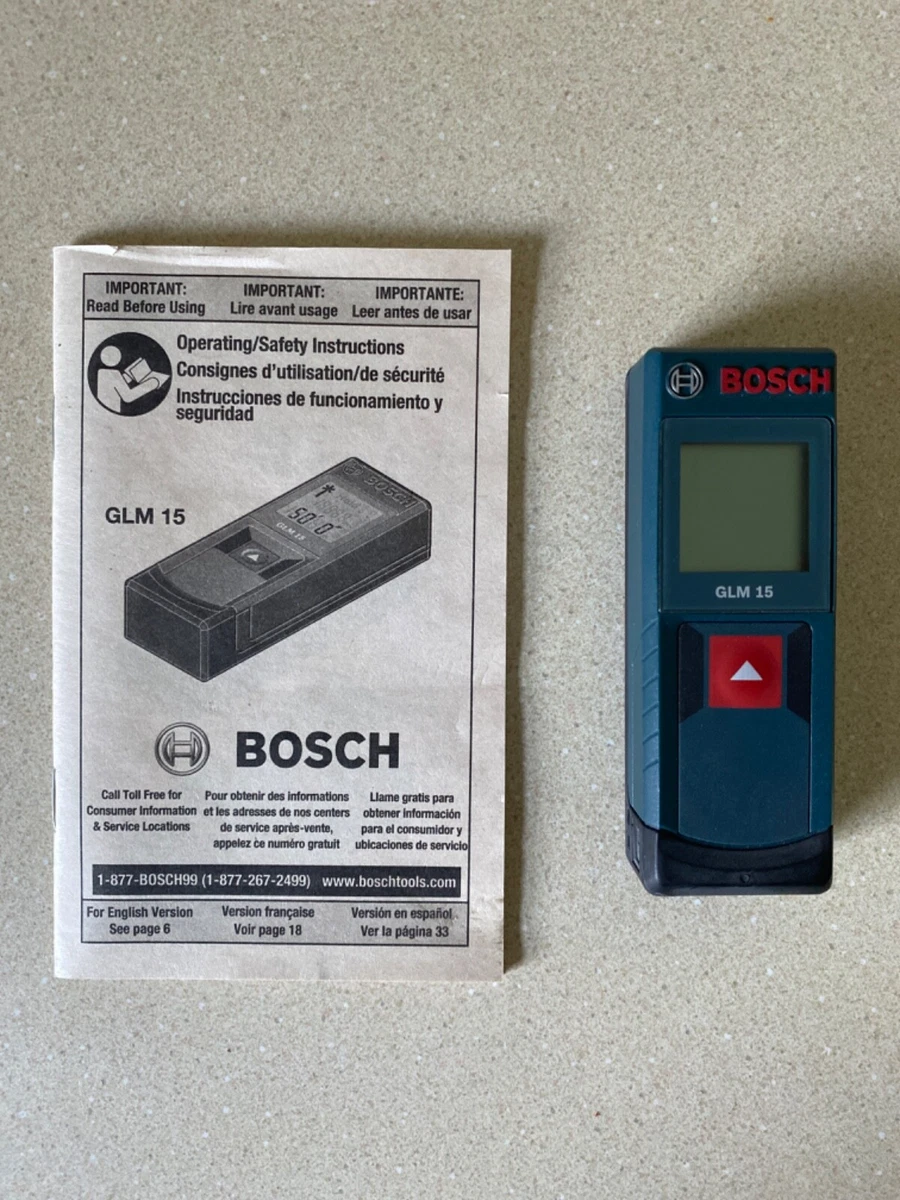 IMPORTANT:
Read Before Using
IMPORTANT:
Lire avant usage
IMPORTANTE:
Leer antes de usar
Operating/Safety Instructions
Consignes d'utilisation/de sécurité
Instrucciones de funcionamiento y
seguridad
GLM 15
BOSCH
50'0"
GLM 15
BOSCH
Call Toll Free for
Consumer Information
& Service Locations
Pour obtenir des informations
et les adresses de nos centers
de service après-vente,
appelez ce numéro gratuit
Llame gratis para
obtener información
para el consumidor y
ubicaciones de servicio
1-877-BOSCH99 (1-877-267-2499) www.boschtools.com
For English Version
See page 6
Version française
Voir page 18
Versión en español
Ver la página 33
BOSCH
GLM 15